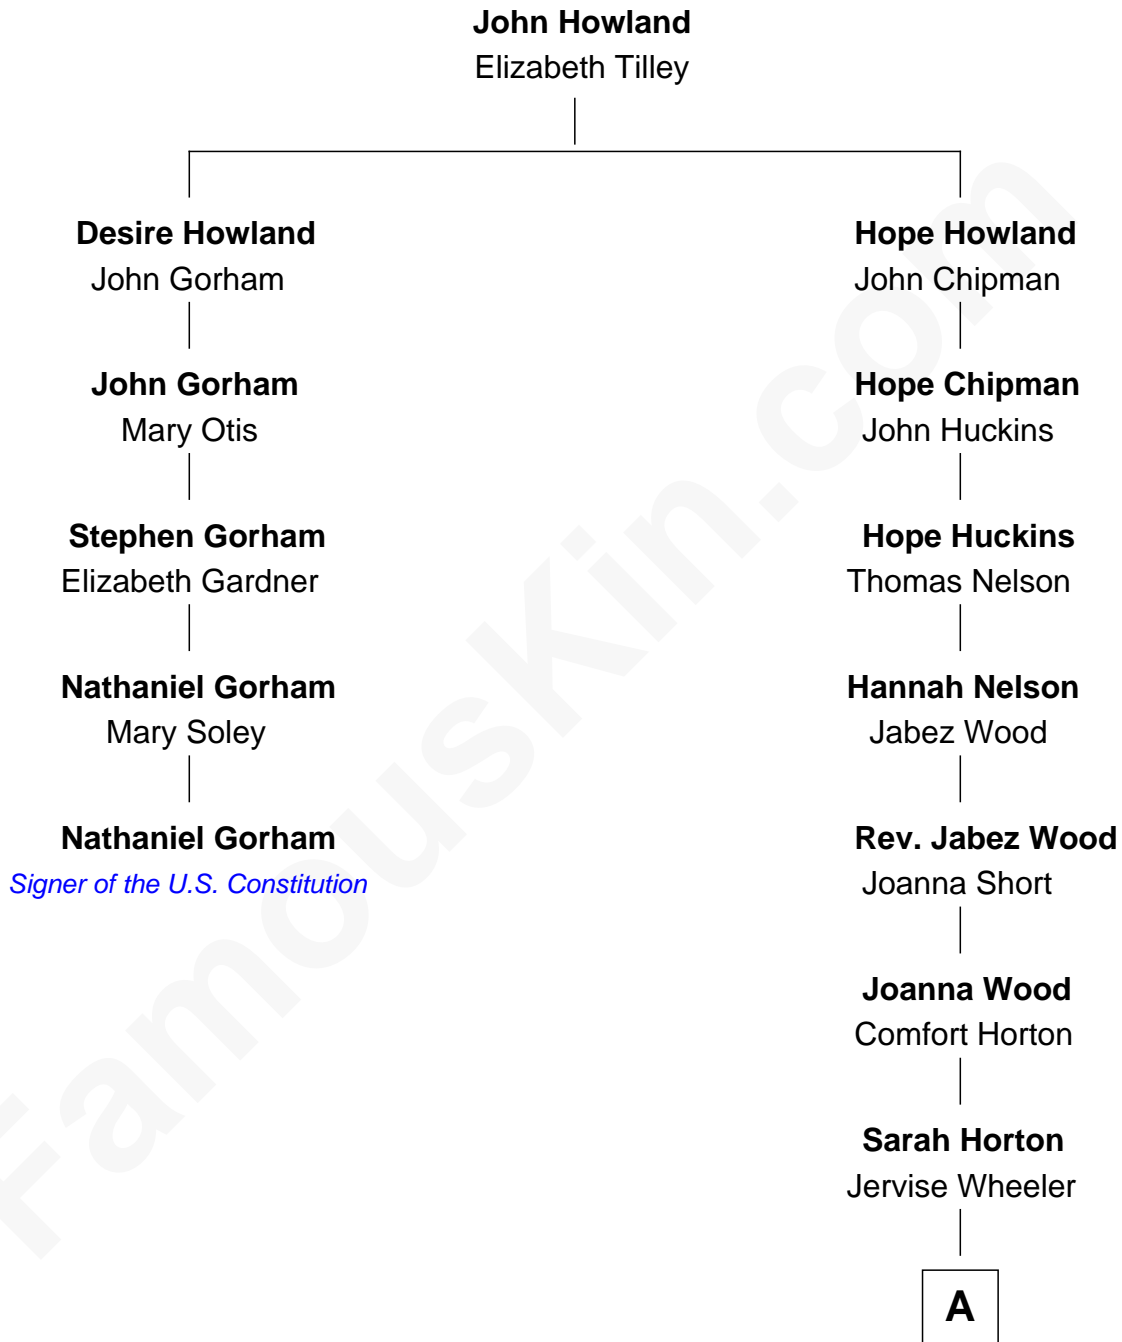 John Howland
Elizabeth Tilley
Desire Howland
John Gorham
Hope Howland
John Chipman
John Gorham
Mary Otis
Hope Chipman
John Huckins
Stephen Gorham
Elizabeth Gardner
Hope Huckins
Thomas Nelson
Nathaniel Gorham
Mary Soley
Hannah Nelson
Jabez Wood
Nathaniel Gorham
Signer of the U.S. Constitution
Rev. Jabez Wood
Joanna Short
Joanna Wood
Comfort Horton
Sarah Horton
Jervise Wheeler
A
FamousKin.com